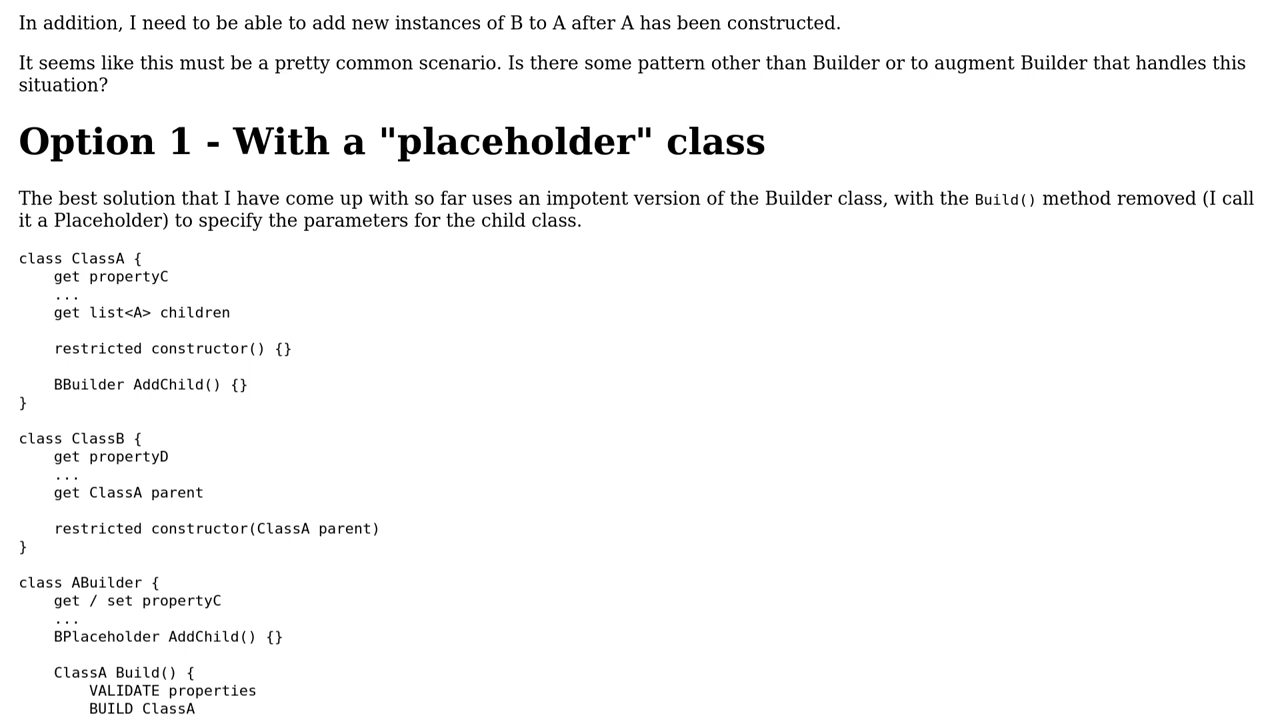 In addition, I need to be able to add new instances of B to A after A has been constructed.
It seems like this must be a pretty common scenario. Is there some pattern other than Builder or to augment Builder that handles this
situation?
Option 1 - With a "placeholder" class
The best solution that I have come up with so far uses an impotent version of the Builder class, with the Build() method removed (I call
it a Placeholder) to specify the parameters for the child class.
class ClassA {
    get propertyC
    ...
    get list<A> children

    restricted constructor() {}

    BBuilder AddChild() {}
}

class ClassB {
    get propertyD
    ...
    get ClassA parent

    restricted constructor(ClassA parent)
}

class ABuilder {
    get / set propertyC
    ...
    BPlaceholder AddChild() {}

    ClassA Build() {
        VALIDATE properties
        BUILD ClassA